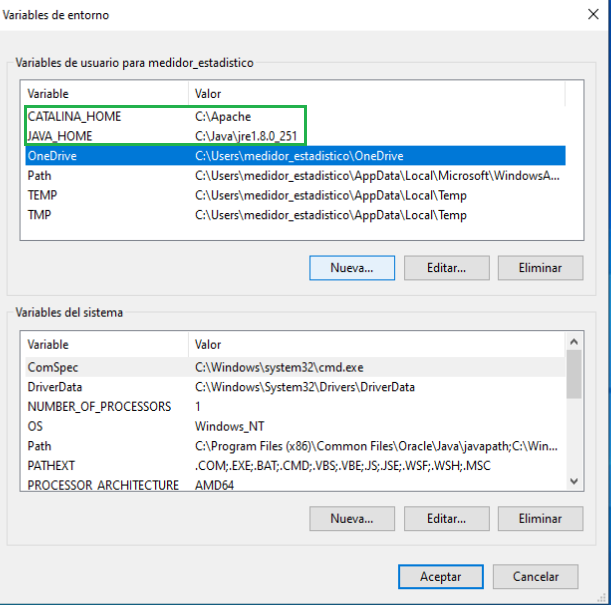 Variables de entorno
Variables de usuario para medidor_estadistico
Variable Valor
CATALINA_HOME C:\Apache
JAVA_HOME C:\Java\jre1.8.0_251
OneDrive C:\Users\medidor_estadistico\OneDrive
Path C:\Users\medidor_estadistico\AppData\Local\Microsoft\WindowsA...
TEMP C:\Users\medidor_estadistico\AppData\Local\Temp
TMP C:\Users\medidor_estadistico\AppData\Local\Temp
Nueva... Editar... Eliminar
Variables del sistema
Variable Valor
ComSpec C:\Windows\system32\cmd.exe
DriverData C:\Windows\System32\Drivers\DriverData
NUMBER_OF_PROCESSORS 1
OS Windows_NT
Path C:\Program Files (x86)\Common Files\Oracle\Java\javapath;C:\Win...
PATHEXT .COM;.EXE;.BAT;.CMD;.VBS;.VBE;.JS;.JSE;.WSF;.WSH;.MSC
PROCESSOR_ARCHITECTURE AMD64
Nueva... Editar... Eliminar
Aceptar Cancelar